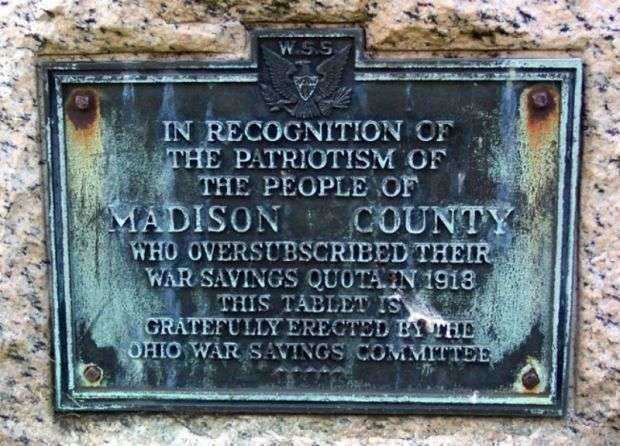 W.S.S
IN RECOGNITION OF
THE PATRIOTISM OF
THE PEOPLE OF
MADISON COUNTY
WHO OVERSUBSCRIBED THEIR
WAR SAVINGS QUOTA IN 1918
THIS TABLET IS
GRATEFULLY ERECTED BY THE
OHIO WAR SAVINGS COMMITTEE